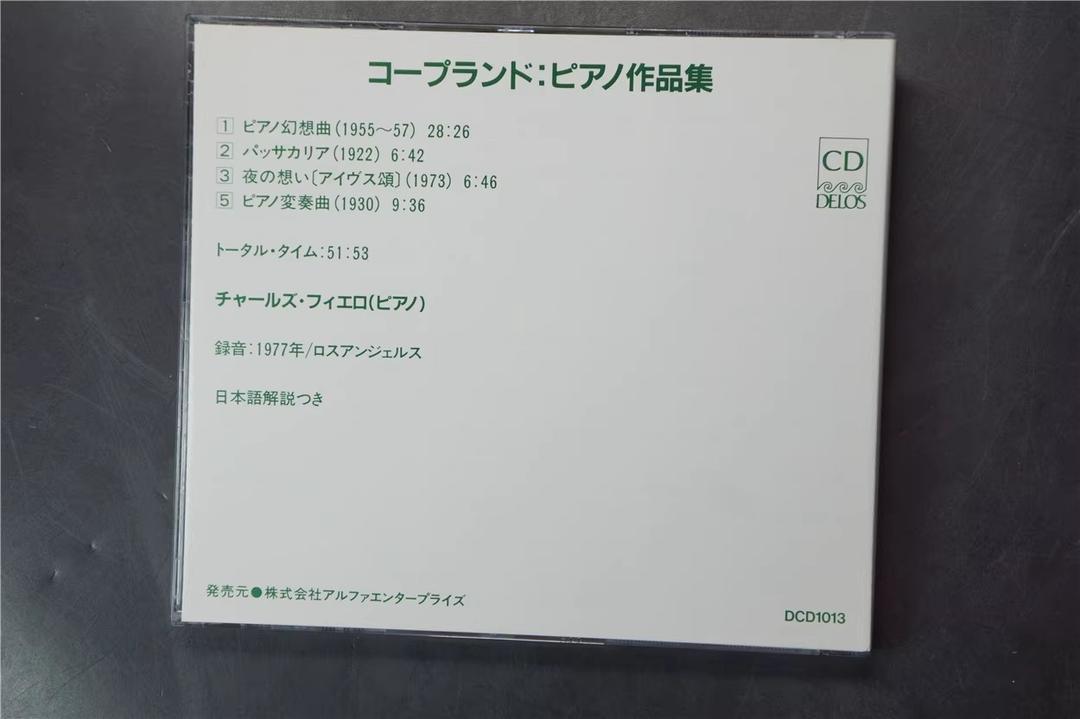 コープランド:ピアノ作品集
1 ピアノ幻想曲(1955〜57) 28:26
2 パッサカリア(1922) 6:42
3 夜の想い〔アイヴス頌〕(1973) 6:46
5 ピアノ変奏曲(1930) 9:36
CD
DELOS
トータル・タイム:51:53
チャールズ・フィエロ(ピアノ)
録音:1977年/ロスアンジェルス
日本語解説つき
発売元●株式会社アルファエンタープライズ
DCD1013